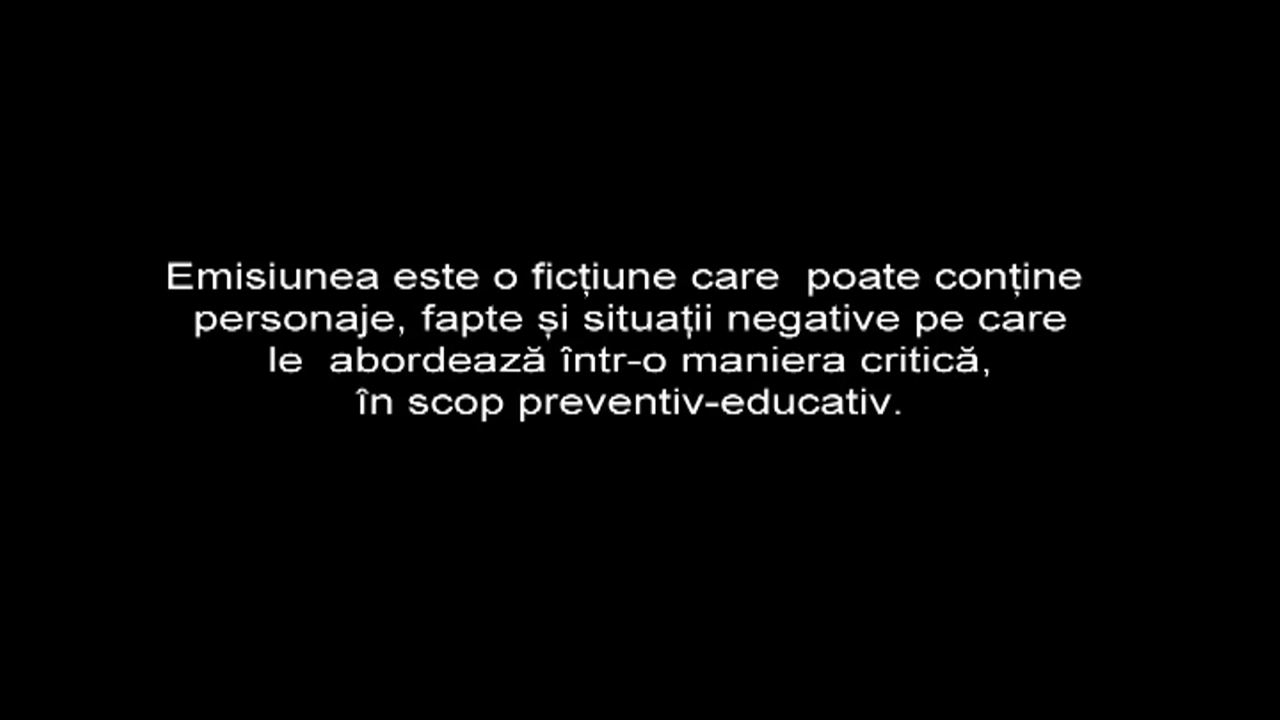 Emisiunea este o ficțiune care  poate conține
personaje, fapte și situații negative pe care
le  abordează într-o maniera critică,
în scop preventiv-educativ.